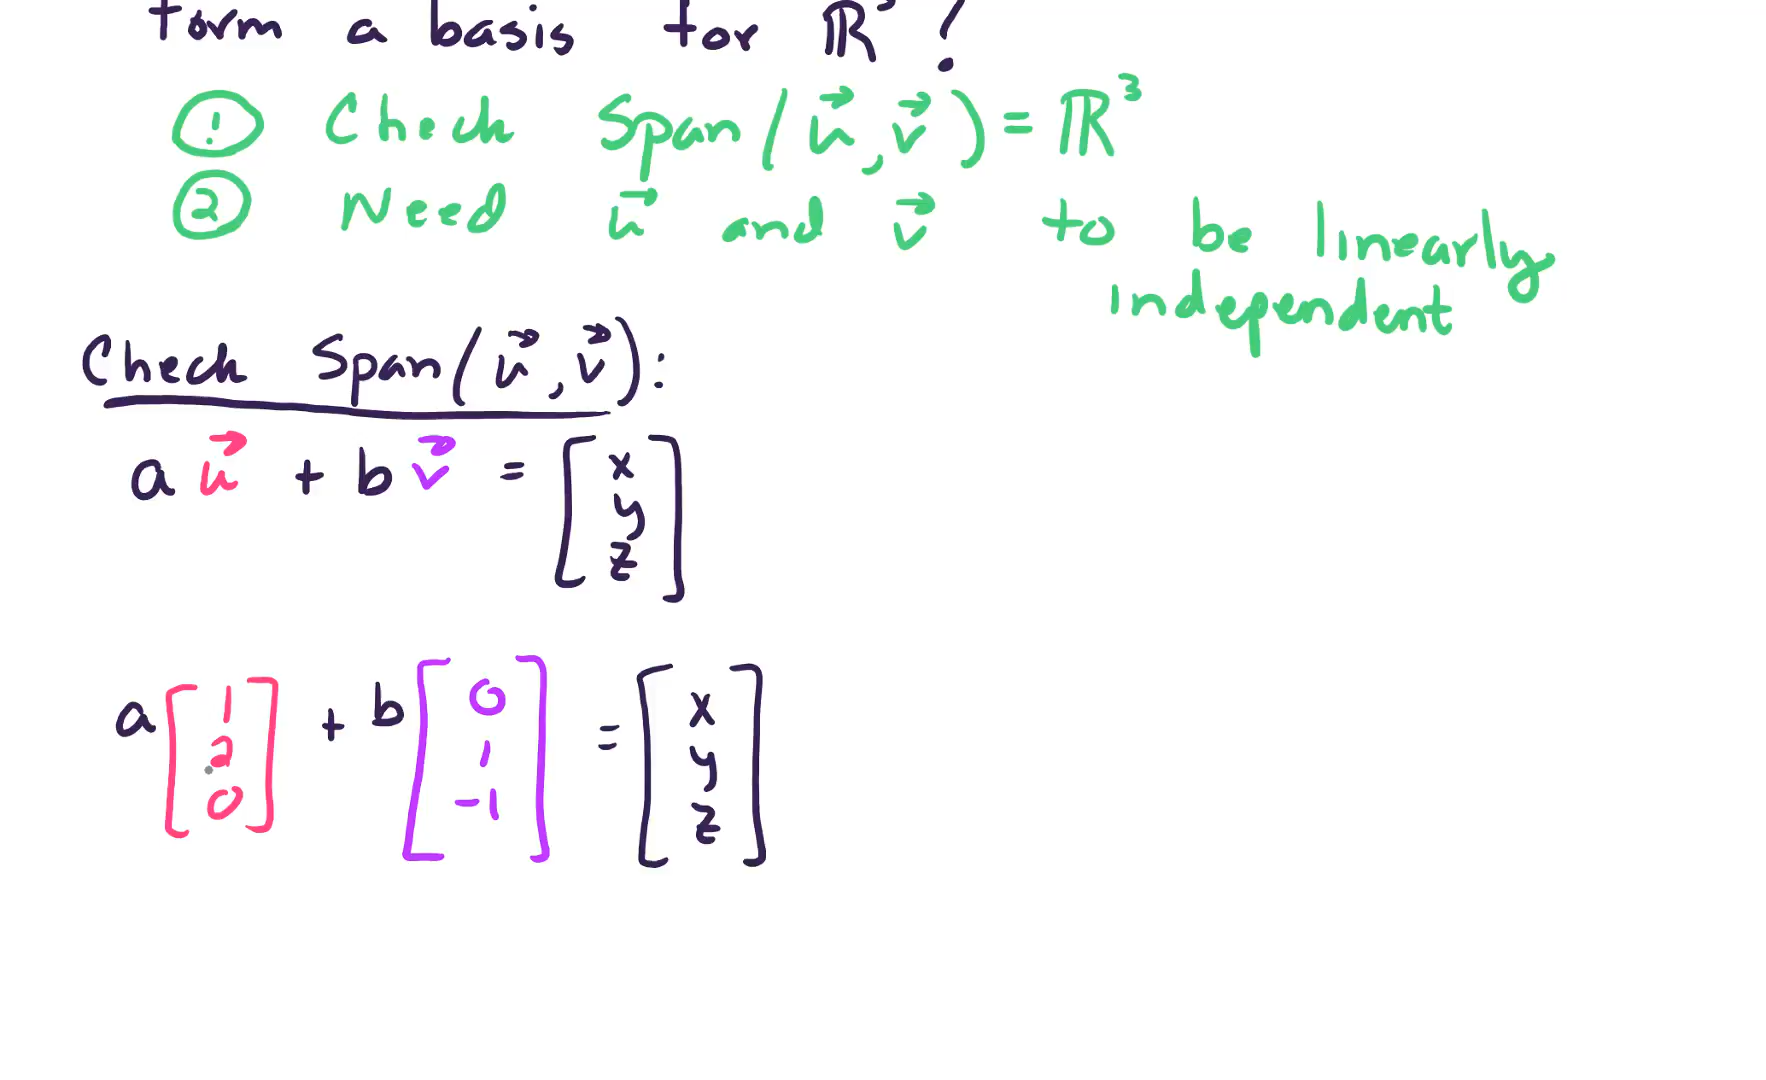 form a basis for ℝ³?
① Check Span(u⃗, v⃗) = ℝ³
② Need u⃗ and v⃗ to be linearly
independent
Check Span(u⃗, v⃗):
a u⃗ + b v⃗ = [x y z]
a [1 2 0] + b [0 1 -1] = [x y z]